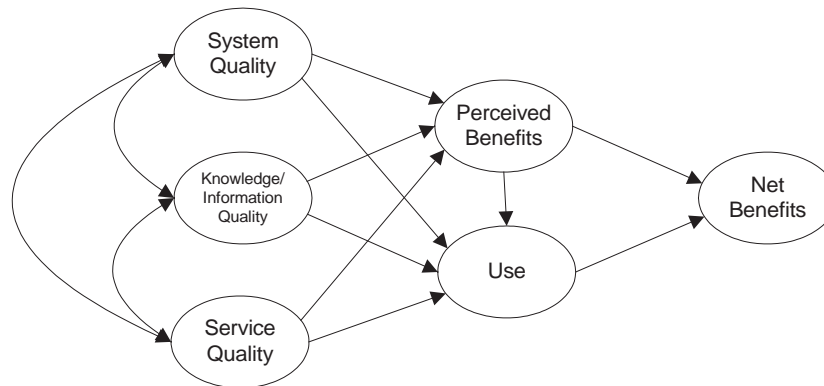 System
Quality
Perceived
Benefits
Knowledge/
Information
Quality
Net
Benefits
Use
Service
Quality